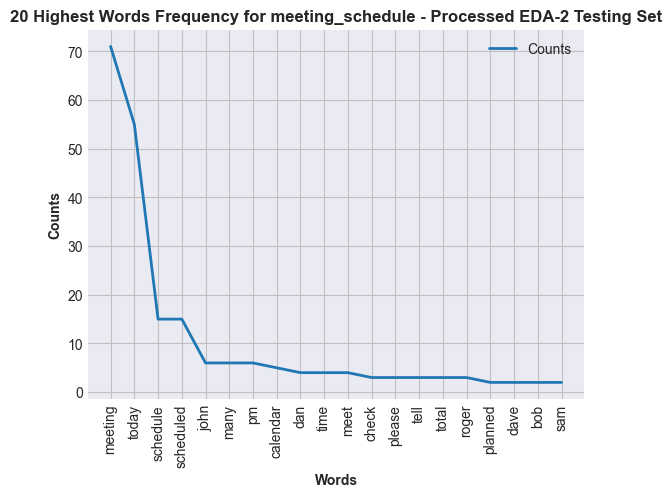 20 Highest Words Frequency for meeting_schedule - Processed EDA-2 Testing Set
Counts
70
60
50
40
30
20
10
0
Counts
meeting
today
schedule
scheduled
john
many
pm
calendar
dan
time
meet
check
please
tell
total
roger
planned
dave
bob
sam
Words